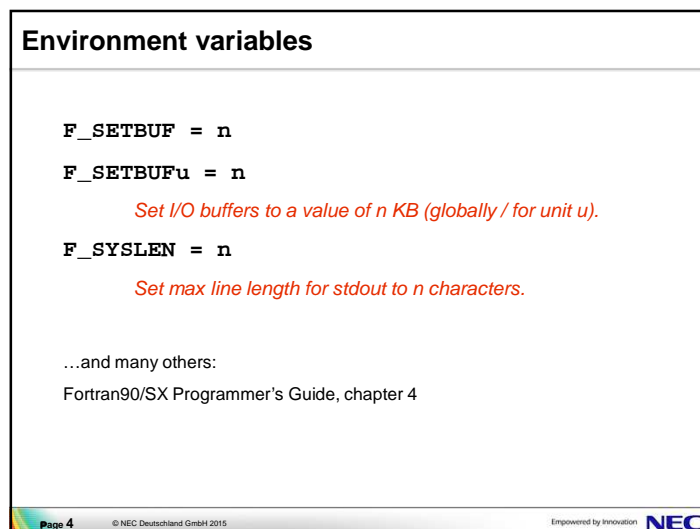 Environment variables
F_SETBUF = n
F_SETBUFu = n
Set I/O buffers to a value of n KB (globally / for unit u).
F_SYSLEN = n
Set max line length for stdout to n characters.
…and many others:
Fortran90/SX Programmer's Guide, chapter 4
Page 4 © NEC Deutschland GmbH 2015 Empowered by Innovation NEC